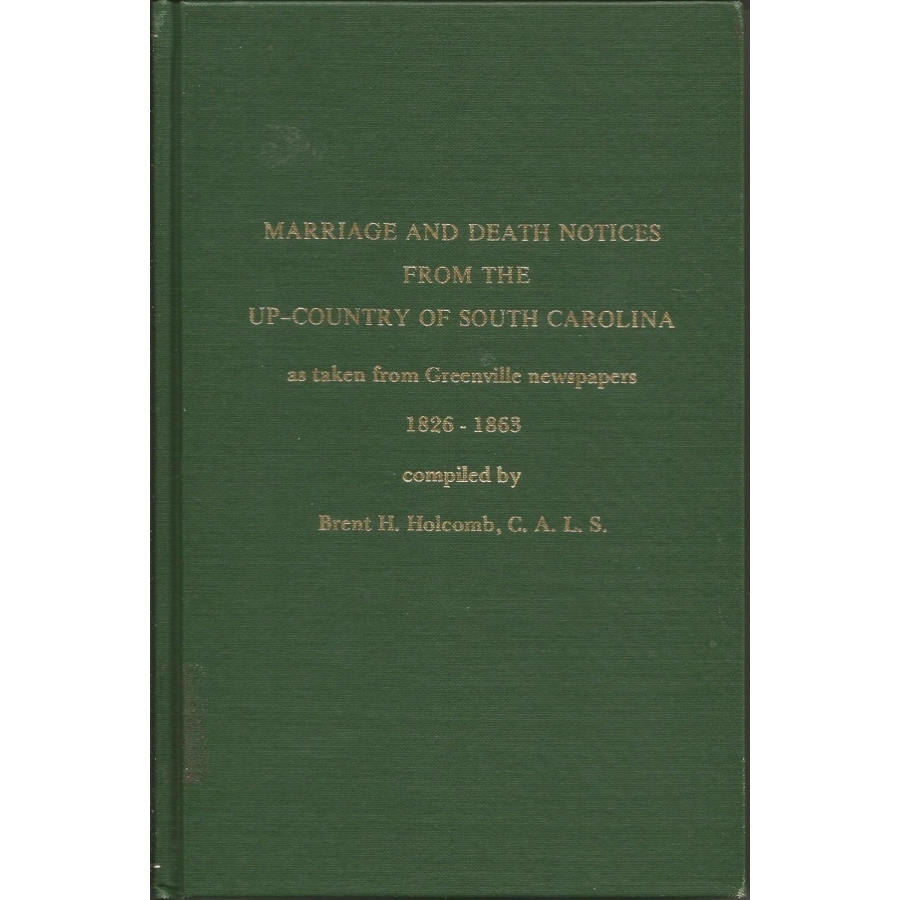 MARRIAGE AND DEATH NOTICES
FROM THE
UP-COUNTRY OF SOUTH CAROLINA
as taken from Greenville newspapers
1826 - 1863
compiled by
Brent H. Holcomb, C. A. L. S.